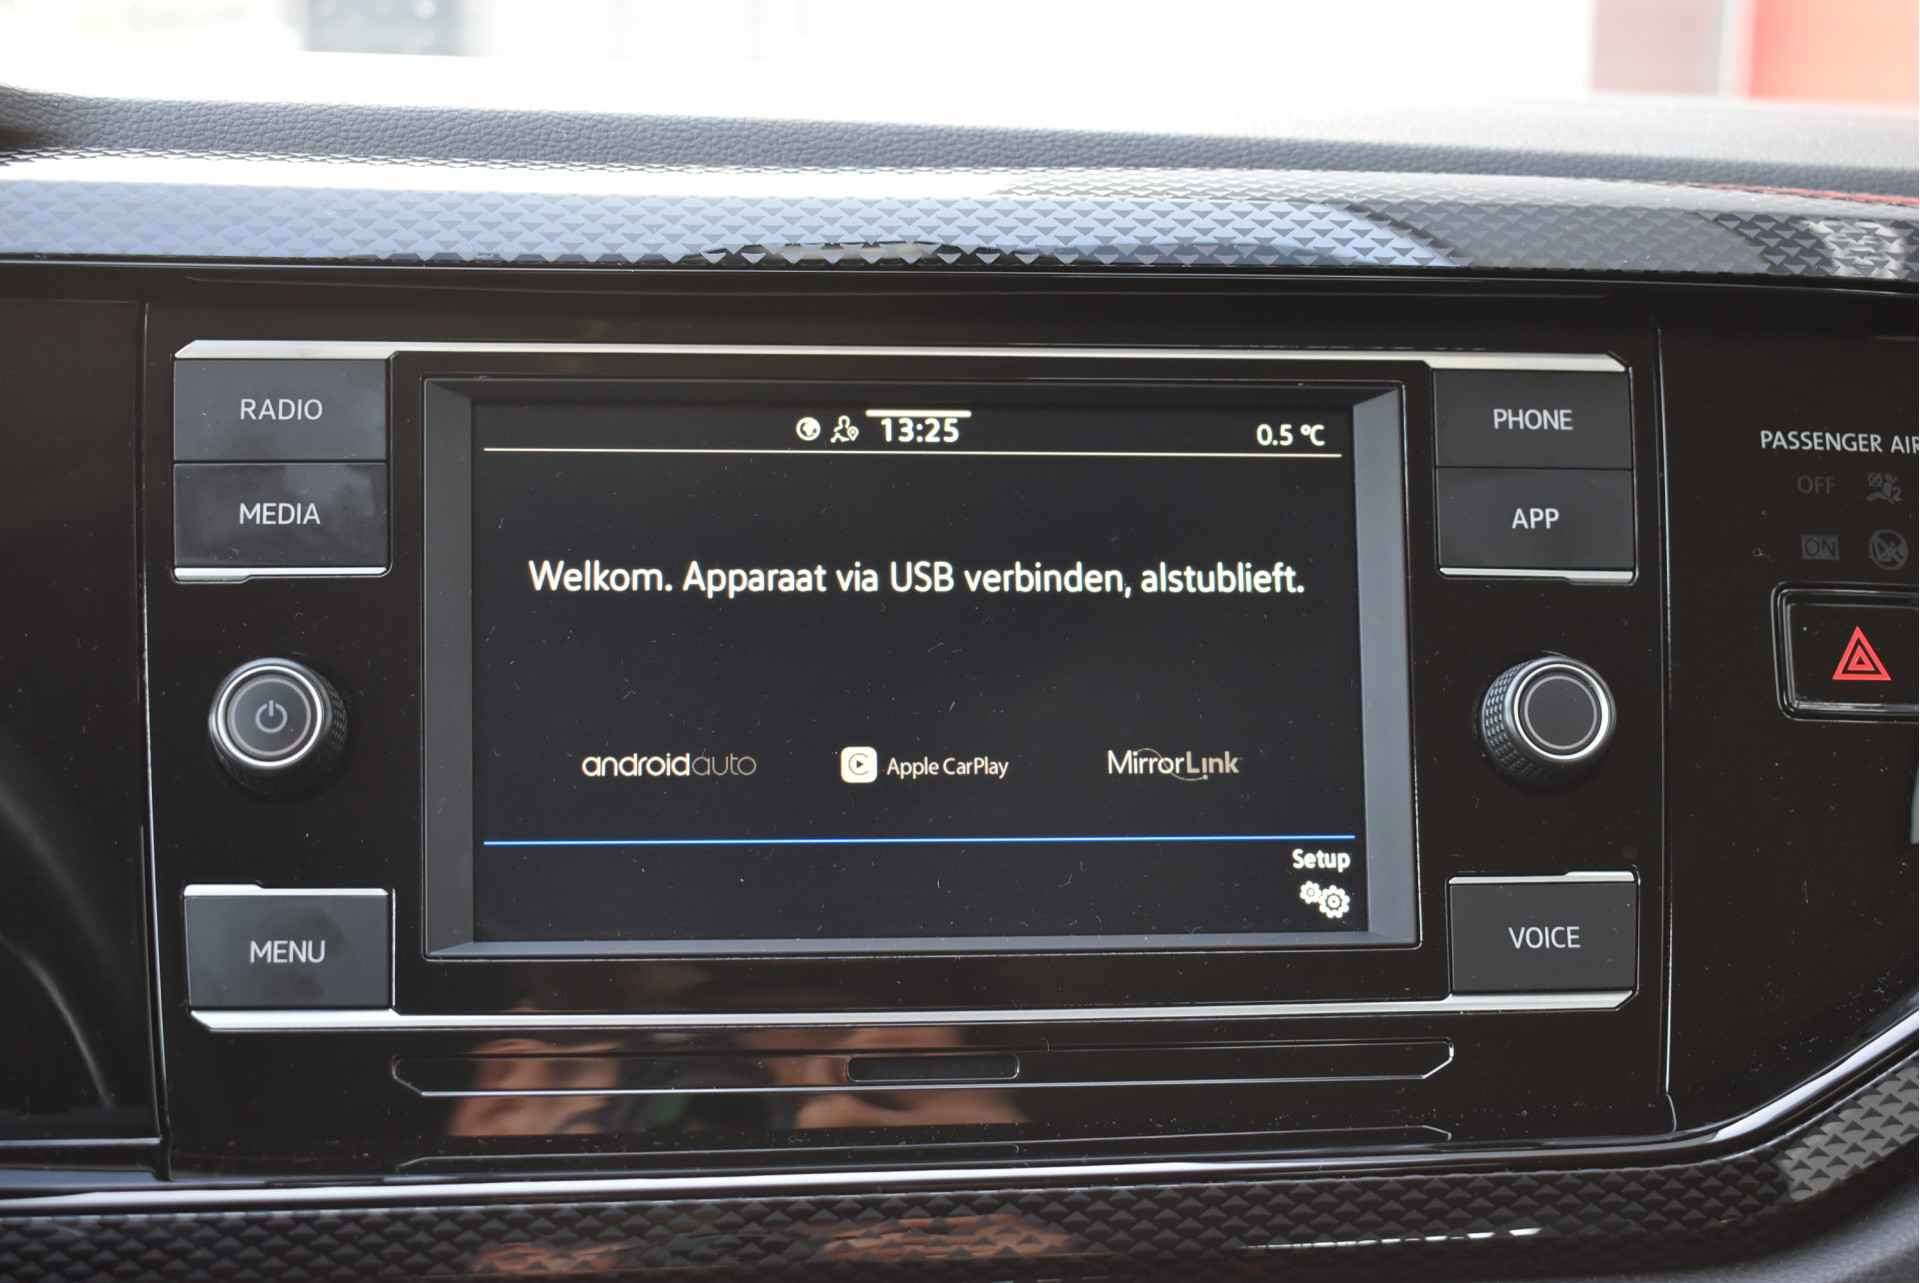 RADIO
MEDIA
MENU
13:25
0.5 °C
Welkom. Apparaat via USB verbinden, alstublieft.
androidauto
Apple CarPlay
MirrorLink
Setup
PHONE
APP
VOICE
PASSENGER AIR
OFF
ON